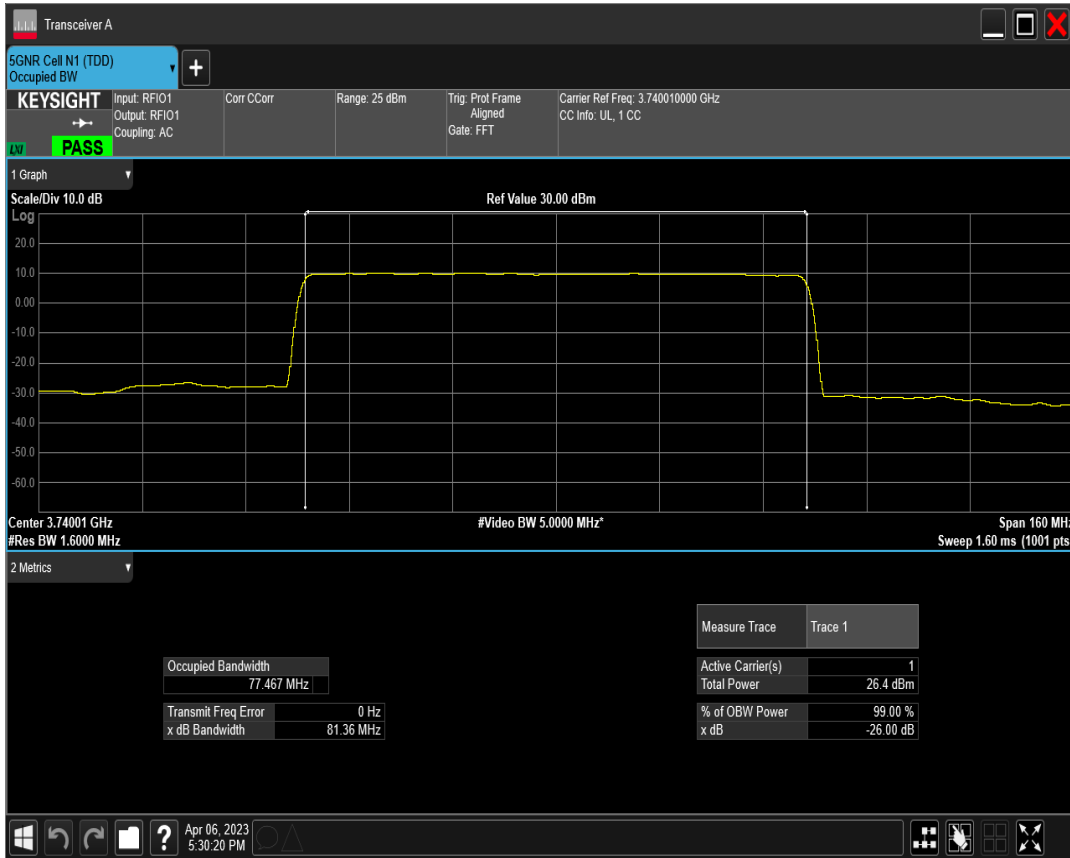 Transceiver A
5GNR Cell N1 (TDD)
Occupied BW
+
KEYSIGHT
LXI
PASS
Input: RFIO1
Output: RFIO1
Coupling: AC
Corr CCorr
Range: 25 dBm
Trig: Prot Frame
Aligned
Gate: FFT
Carrier Ref Freq: 3.740010000 GHz
CC Info: UL, 1 CC
1 Graph
Scale/Div 10.0 dB
Ref Value 30.00 dBm
Log
20.0
10.0
0.00
-10.0
-20.0
-30.0
-40.0
-50.0
-60.0
Center 3.74001 GHz
#Video BW 5.0000 MHz*
Span 160 MHz
#Res BW 1.6000 MHz
Sweep 1.60 ms (1001 pts
2 Metrics
Measure Trace Trace 1
Occupied Bandwidth
77.467 MHz
Active Carrier(s) 1
Total Power 26.4 dBm
Transmit Freq Error 0 Hz
x dB Bandwidth 81.36 MHz
% of OBW Power 99.00 %
x dB -26.00 dB
?
Apr 06, 2023
5:30:20 PM